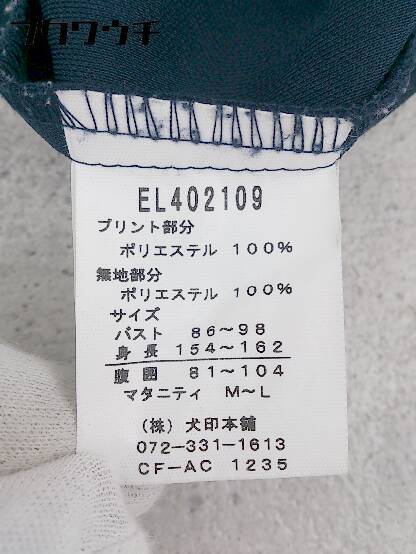 ブクワウチ
EL402109
プリント部分
ポリエステル 100%
無地部分
ポリエステル 100%
サイズ
バスト 86~98
身長 154~162
腹囲 81~104
マタニティ M~L
(株)犬印本舗
072-331-1613
CF-AC 1235